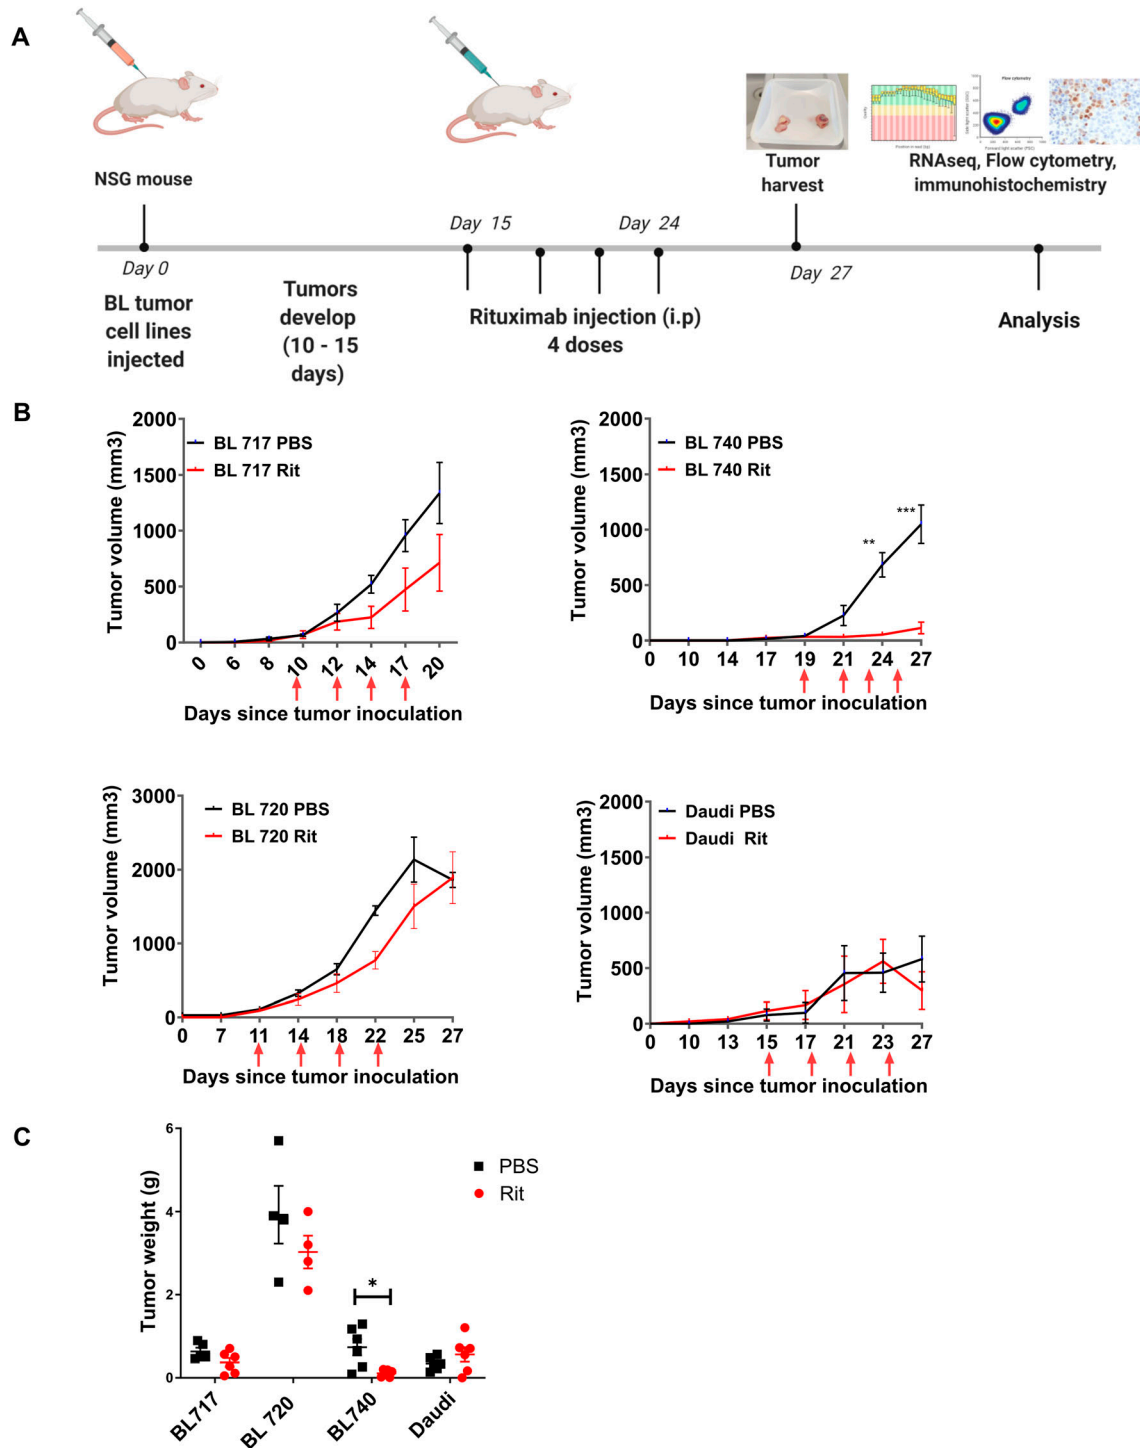 A
NSG mouse
Tumor
harvest
Flow cytometry
RNAseq, Flow cytometry,
immunohistochemistry
Day 15
Day 24
Day 0
Day 27
BL tumor
cell lines
injected
Tumors
develop
(10 - 15
days)
Rituximab injection (i.p)
4 doses
Analysis
B
Tumor volume (mm3)
2000
1500
1000
500
0
BL 717 PBS
BL 717 Rit
0 6 8 10 12 14 17 20
Days since tumor inoculation
Tumor volume (mm3)
2000
1500
1000
500
0
BL 740 PBS
BL 740 Rit
**
***
0 10 14 17 19 21 24 27
Days since tumor inoculation
Tumor volume (mm3)
3000
2000
1000
0
BL 720 PBS
BL 720 Rit
0 7 11 14 18 22 25 27
Days since tumor inoculation
Tumor volume (mm3)
2000
1500
1000
500
0
Daudi PBS
Daudi Rit
0 10 13 15 17 21 23 27
Days since tumor inoculation
C
Tumor weight (g)
6
4
2
0
PBS
Rit
*
BL717 BL 720 BL740 Daudi